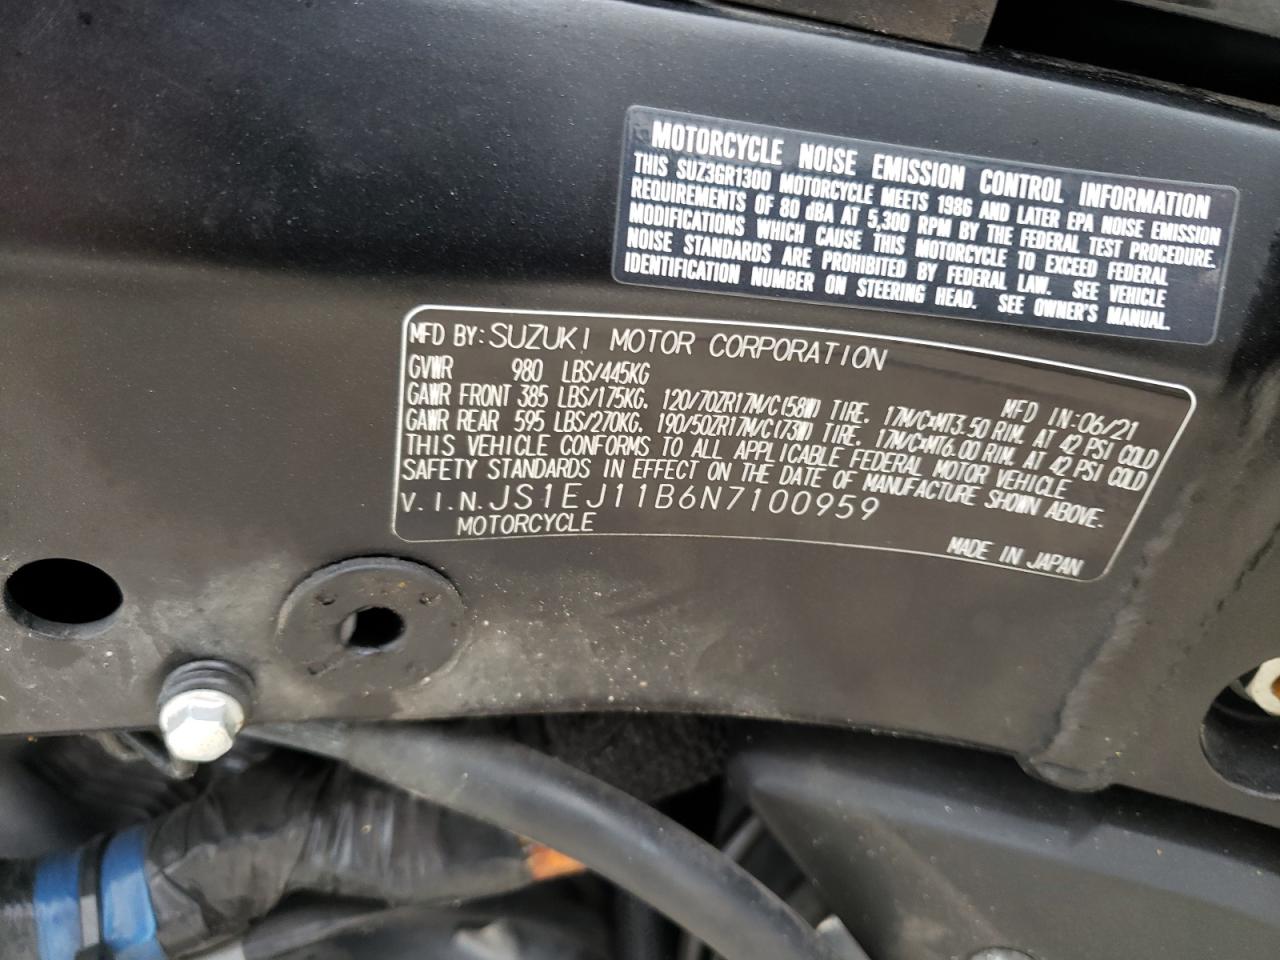 MOTORCYCLE NOISE EMISSION CONTROL INFORMATION
THIS SUZ3GR1300 MOTORCYCLE MEETS 1986 AND LATER EPA NOISE EMISSION
REQUIREMENTS OF 80 dBA AT 5,300 RPM BY THE FEDERAL TEST PROCEDURE.
MODIFICATIONS WHICH CAUSE THIS MOTORCYCLE TO EXCEED FEDERAL
NOISE STANDARDS ARE PROHIBITED BY FEDERAL LAW. SEE VEHICLE
IDENTIFICATION NUMBER ON STEERING HEAD. SEE OWNER'S MANUAL.
MFD BY:SUZUKI MOTOR CORPORATION
GVWR 980 LBS/445KG MFD IN:06/21
GAWR FRONT 385 LBS/175KG. 120/70ZR17M/C(58W) TIRE. 17M/C×MT3.50 RIM. AT 42 PSI COLD
GAWR REAR 595 LBS/270KG. 190/50ZR17M/C(73W) TIRE. 17M/C×MT6.00 RIM. AT 42 PSI COLD
THIS VEHICLE CONFORMS TO ALL APPLICABLE FEDERAL MOTOR VEHICLE
SAFETY STANDARDS IN EFFECT ON THE DATE OF MANUFACTURE SHOWN ABOVE.
V.I.N.JS1EJ11B6N7100959
MOTORCYCLE
MADE IN JAPAN